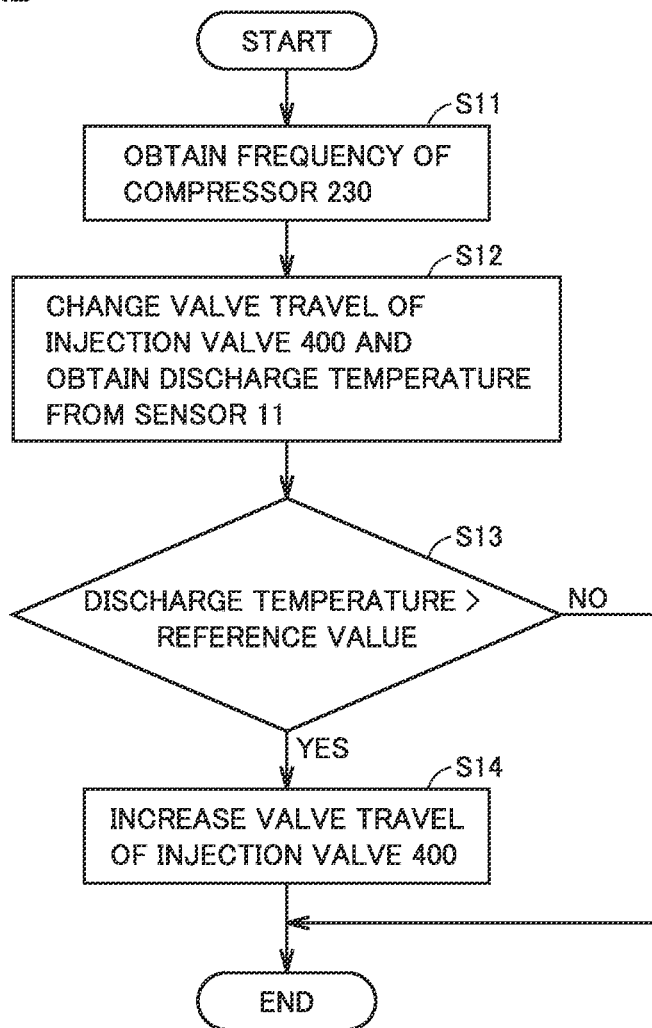 START
S11
OBTAIN FREQUENCY OF
COMPRESSOR 230
S12
CHANGE VALVE TRAVEL OF
INJECTION VALVE 400 AND
OBTAIN DISCHARGE TEMPERATURE
FROM SENSOR 11
S13
DISCHARGE TEMPERATURE >
REFERENCE VALUE
NO
YES
S14
INCREASE VALVE TRAVEL
OF INJECTION VALVE 400
END